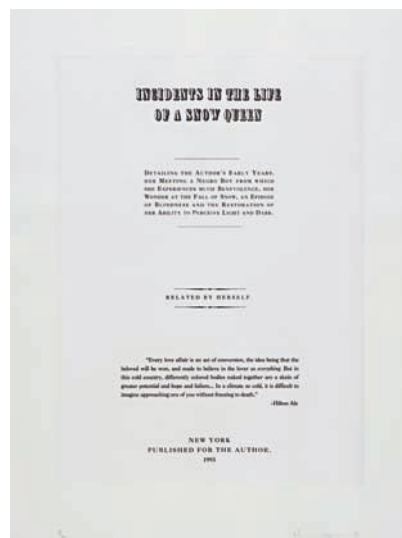 INCIDENTS IN THE LIFE
OF A SNOW QUEEN
DETAILING THE AUTHOR'S EARLY YEARS,
HER MEETING A NEGRO BOY FROM WHICH
SHE EXPERIENCES MUCH BENEVOLENCE, HER
WONDER AT THE FALL OF SNOW, AN EPISODE
OF BLINDNESS AND THE RESTORATION OF
HER ABILITY TO PERCEIVE LIGHT AND DARK.
RELATED BY HERSELF.
"Every love affair is an act of conversion, the idea being that the
beloved will be won, and made to believe in the lover as everything. But in
this cold country, differently colored bodies naked together are a skein of
greater potential and hope and failure... In a climate so cold, it is difficult to
imagine approaching one of you without freezing to death."
-Hilton Als
NEW YORK
PUBLISHED FOR THE AUTHOR.
1993